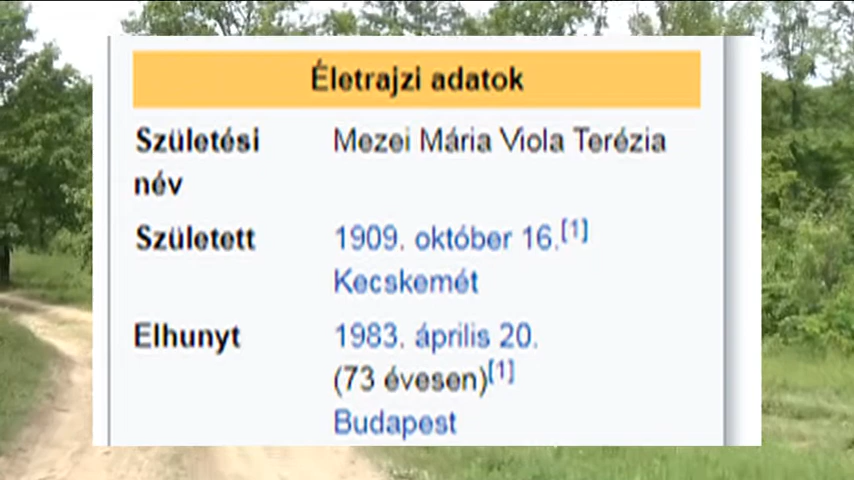 Életrajzi adatok
Születési név Mezei Mária Viola Terézia
Született 1909. október 16.[1]
Kecskemét
Elhunyt 1983. április 20.
(73 évesen)[1]
Budapest